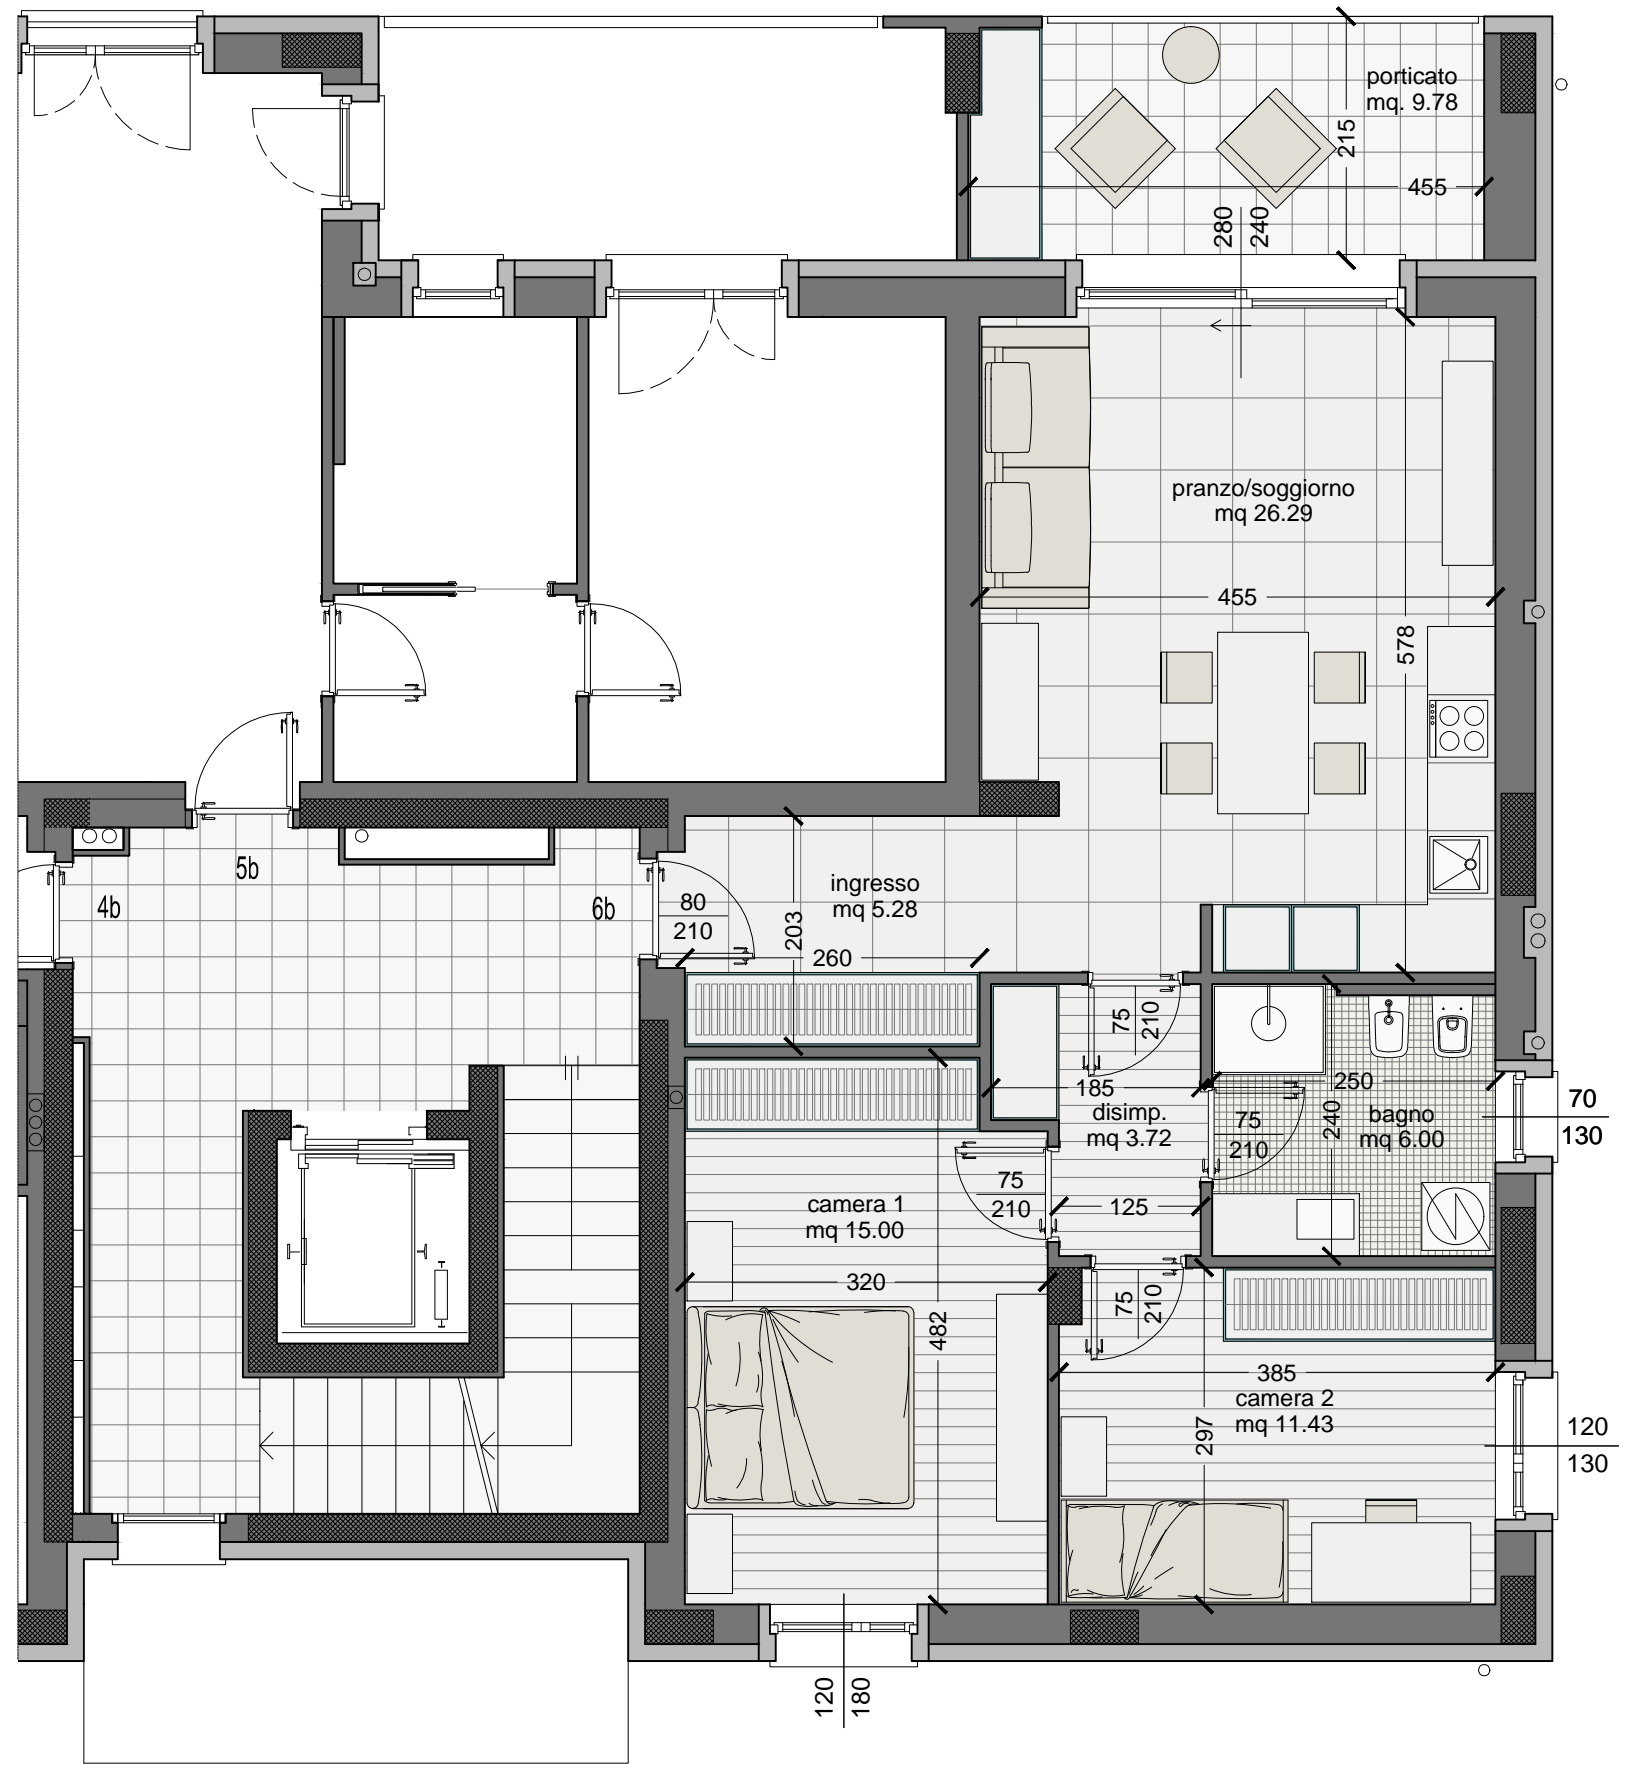 porticato
mq. 9.78
215
455
280
240
pranzo/soggiorno
mq 26.29
455
578
5b
4b
6b
80
210
ingresso
mq 5.28
203
260
75
210
185
disimp.
mq 3.72
250
240
bagno
mq 6.00
75
210
70
130
camera 1
mq 15.00
75
210
125
320
482
75
210
385
camera 2
mq 11.43
297
120
130
120
180